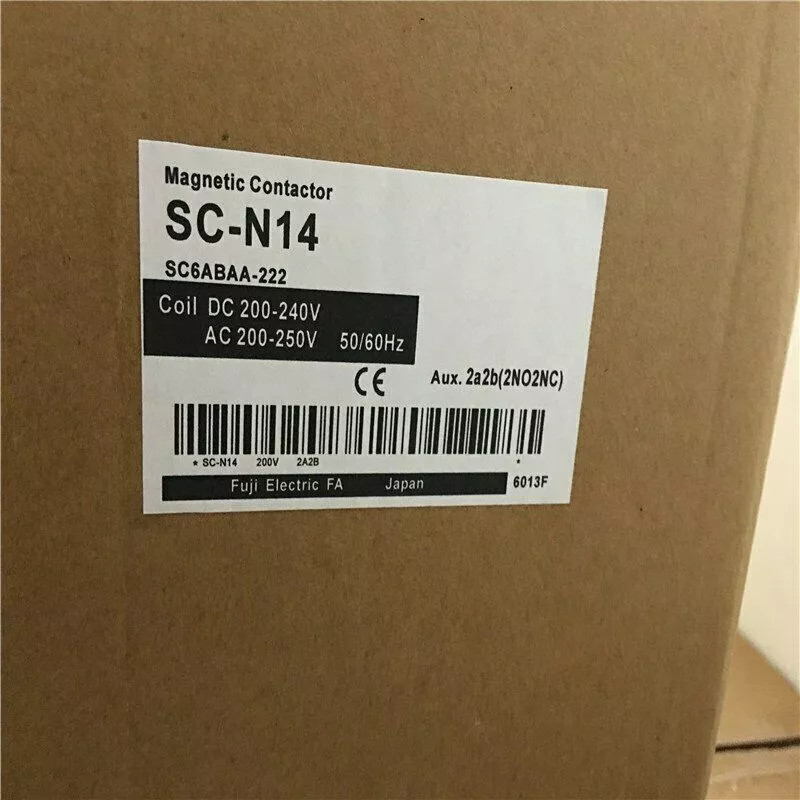 Magnetic Contactor
SC-N14
SC6ABAA-222
Coil DC 200-240V
AC 200-250V 50/60Hz
CE Aux. 2a2b(2NO2NC)
* SC-N14 200V 2A2B *
Fuji Electric FA Japan 6013F